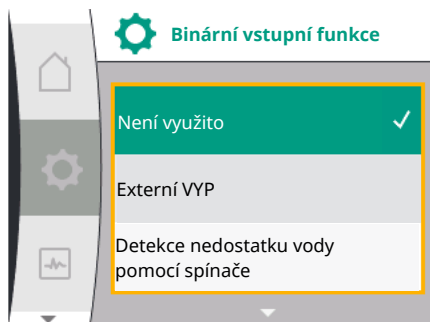 Binární vstupní funkce
Není využito
Externí VYP
Detekce nedostatku vody
pomocí spínače